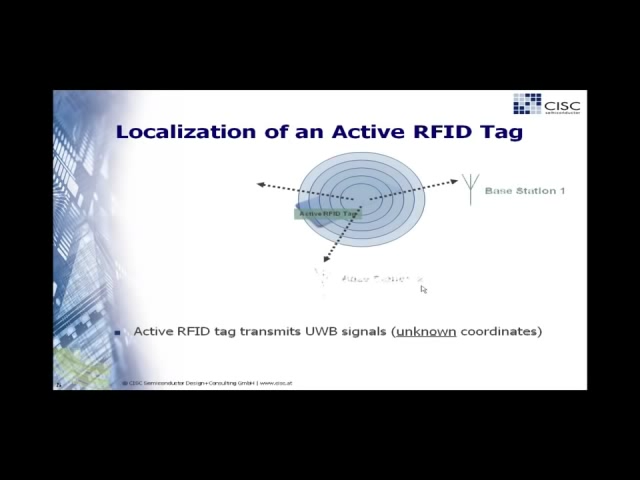 CISC
semiconductor
Localization of an Active RFID Tag
Base Station 1
Active RFID Tag
Active RFID tag transmits UWB signals (unknown coordinates)
© CISC Semiconductor Design+Consulting GmbH | www.cisc.at